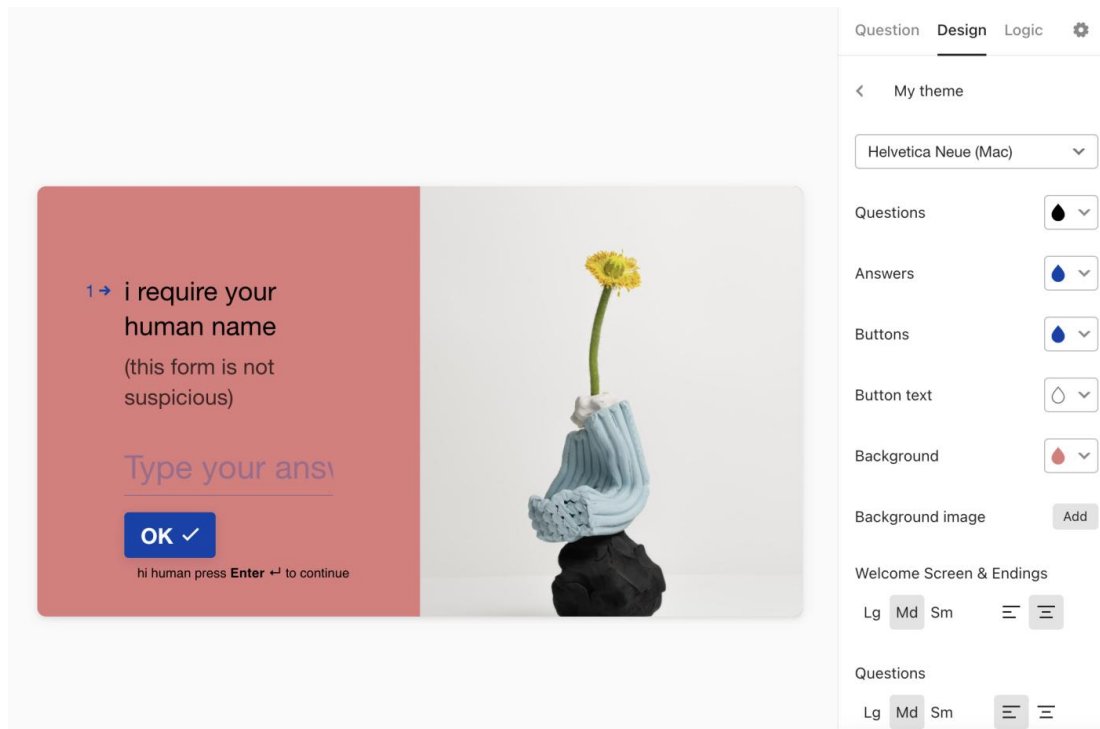 Question Design Logic
My theme
Helvetica Neue (Mac)
Questions
Answers
Buttons
Button text
Background
Background image Add
Welcome Screen & Endings
Lg Md Sm
Questions
Lg Md Sm
1→ i require your
human name
(this form is not
suspicious)
Type your ans
OK ✓
hi human press Enter ↵ to continue